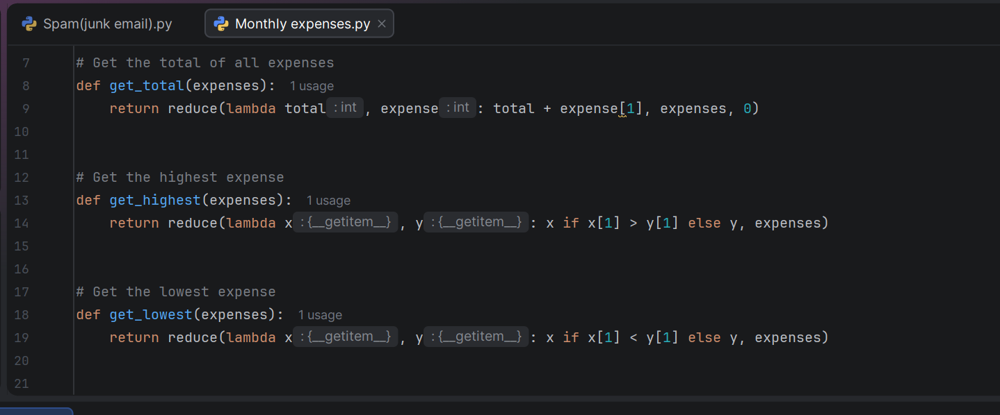 Spam(junk email).py Monthly expenses.py ×
7 # Get the total of all expenses
8 def get_total(expenses): 1 usage
9 return reduce(lambda total : int , expense : int : total + expense[1], expenses, 0)
10
11
12 # Get the highest expense
13 def get_highest(expenses): 1 usage
14 return reduce(lambda x : {__getitem__} , y : {__getitem__} : x if x[1] > y[1] else y, expenses)
15
16
17 # Get the lowest expense
18 def get_lowest(expenses): 1 usage
19 return reduce(lambda x : {__getitem__} , y : {__getitem__} : x if x[1] < y[1] else y, expenses)
20
21